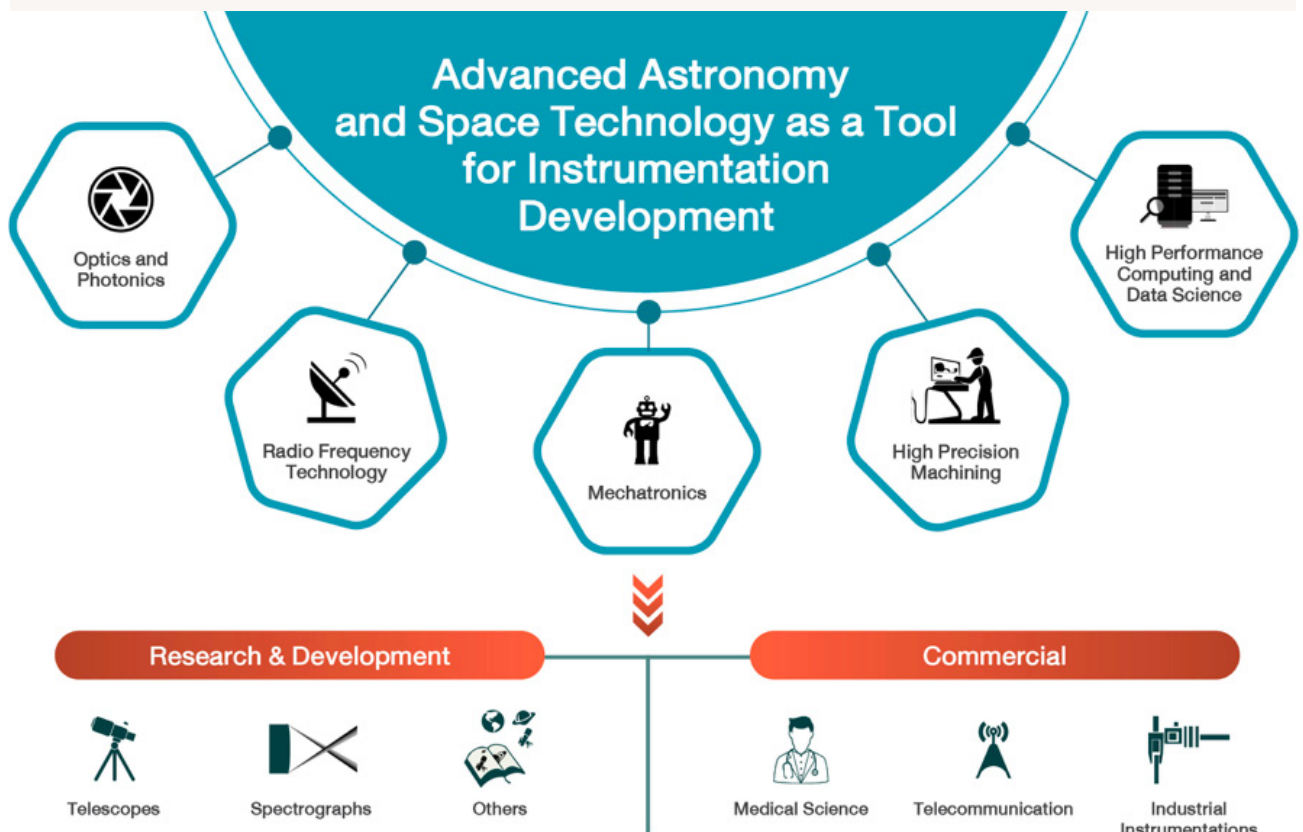 Advanced Astronomy
and Space Technology as a Tool
for Instrumentation
Development
Optics and
Photonics
Radio Frequency
Technology
Mechatronics
High Precision
Machining
High Performance
Computing and
Data Science
Research & Development
Commercial
Telescopes
Spectrographs
Others
Medical Science
Telecommunication
Industrial
Instrumentations